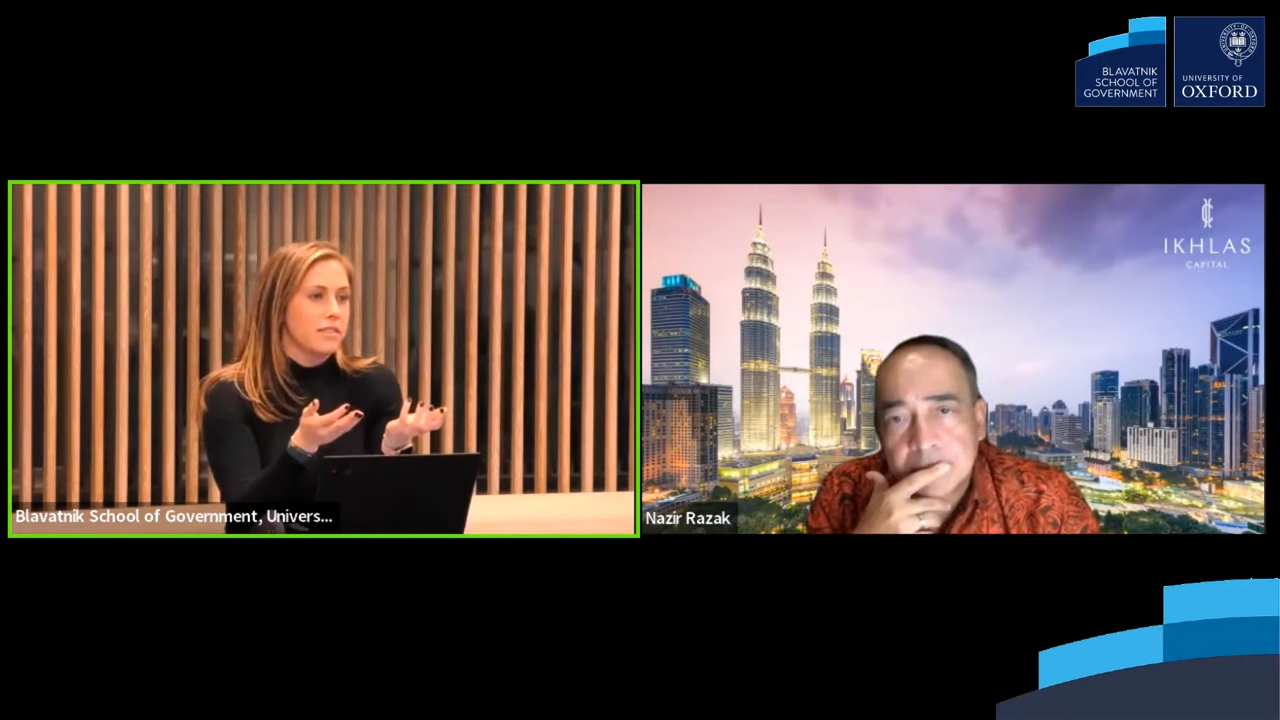 BLAVATNIK
SCHOOL OF
GOVERNMENT
UNIVERSITY OF
OXFORD
IKHLAS
CAPITAL
Blavatnik School of Government, Univers...
Nazir Razak